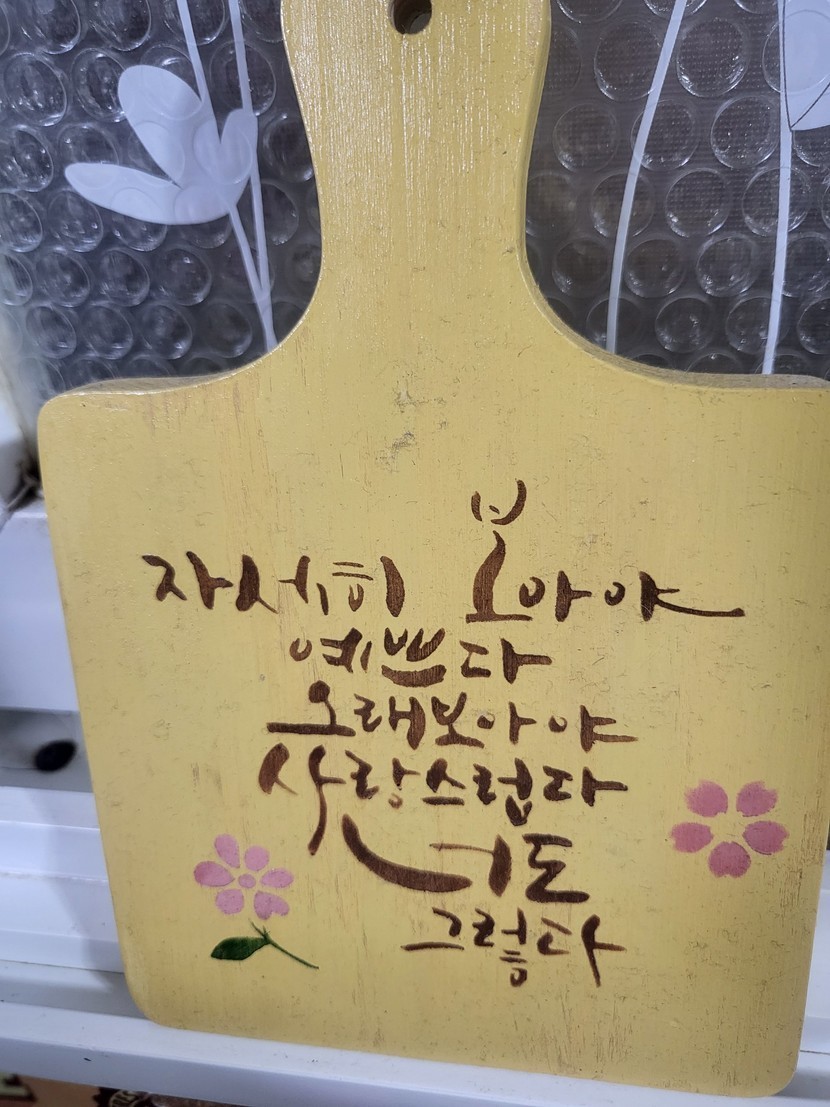 자서히 보아야
예쁘다
오래보아야
사랑스럽다
너도
그렇다